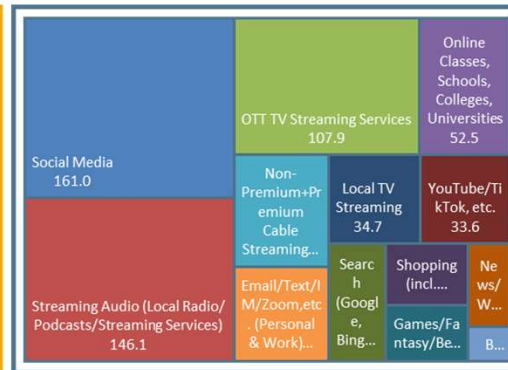 Social Media
161.0
Streaming Audio (Local Radio/
Podcasts/Streaming Services)
146.1
OTT TV Streaming Services
107.9
Online
Classes,
Schools,
Colleges,
Universities
52.5
Non-
Premium+Pr
emium
Cable
Streaming...
Local TV
Streaming
34.7
YouTube/Ti
kTok, etc.
33.6
Email/Text/I
M/Zoom,etc
. (Personal
& Work)...
Searc
h
(Googl
e,
Bing...
Shopping
(incl....
Ne
ws/
W...
Games/Fa
ntasy/Be...
B...